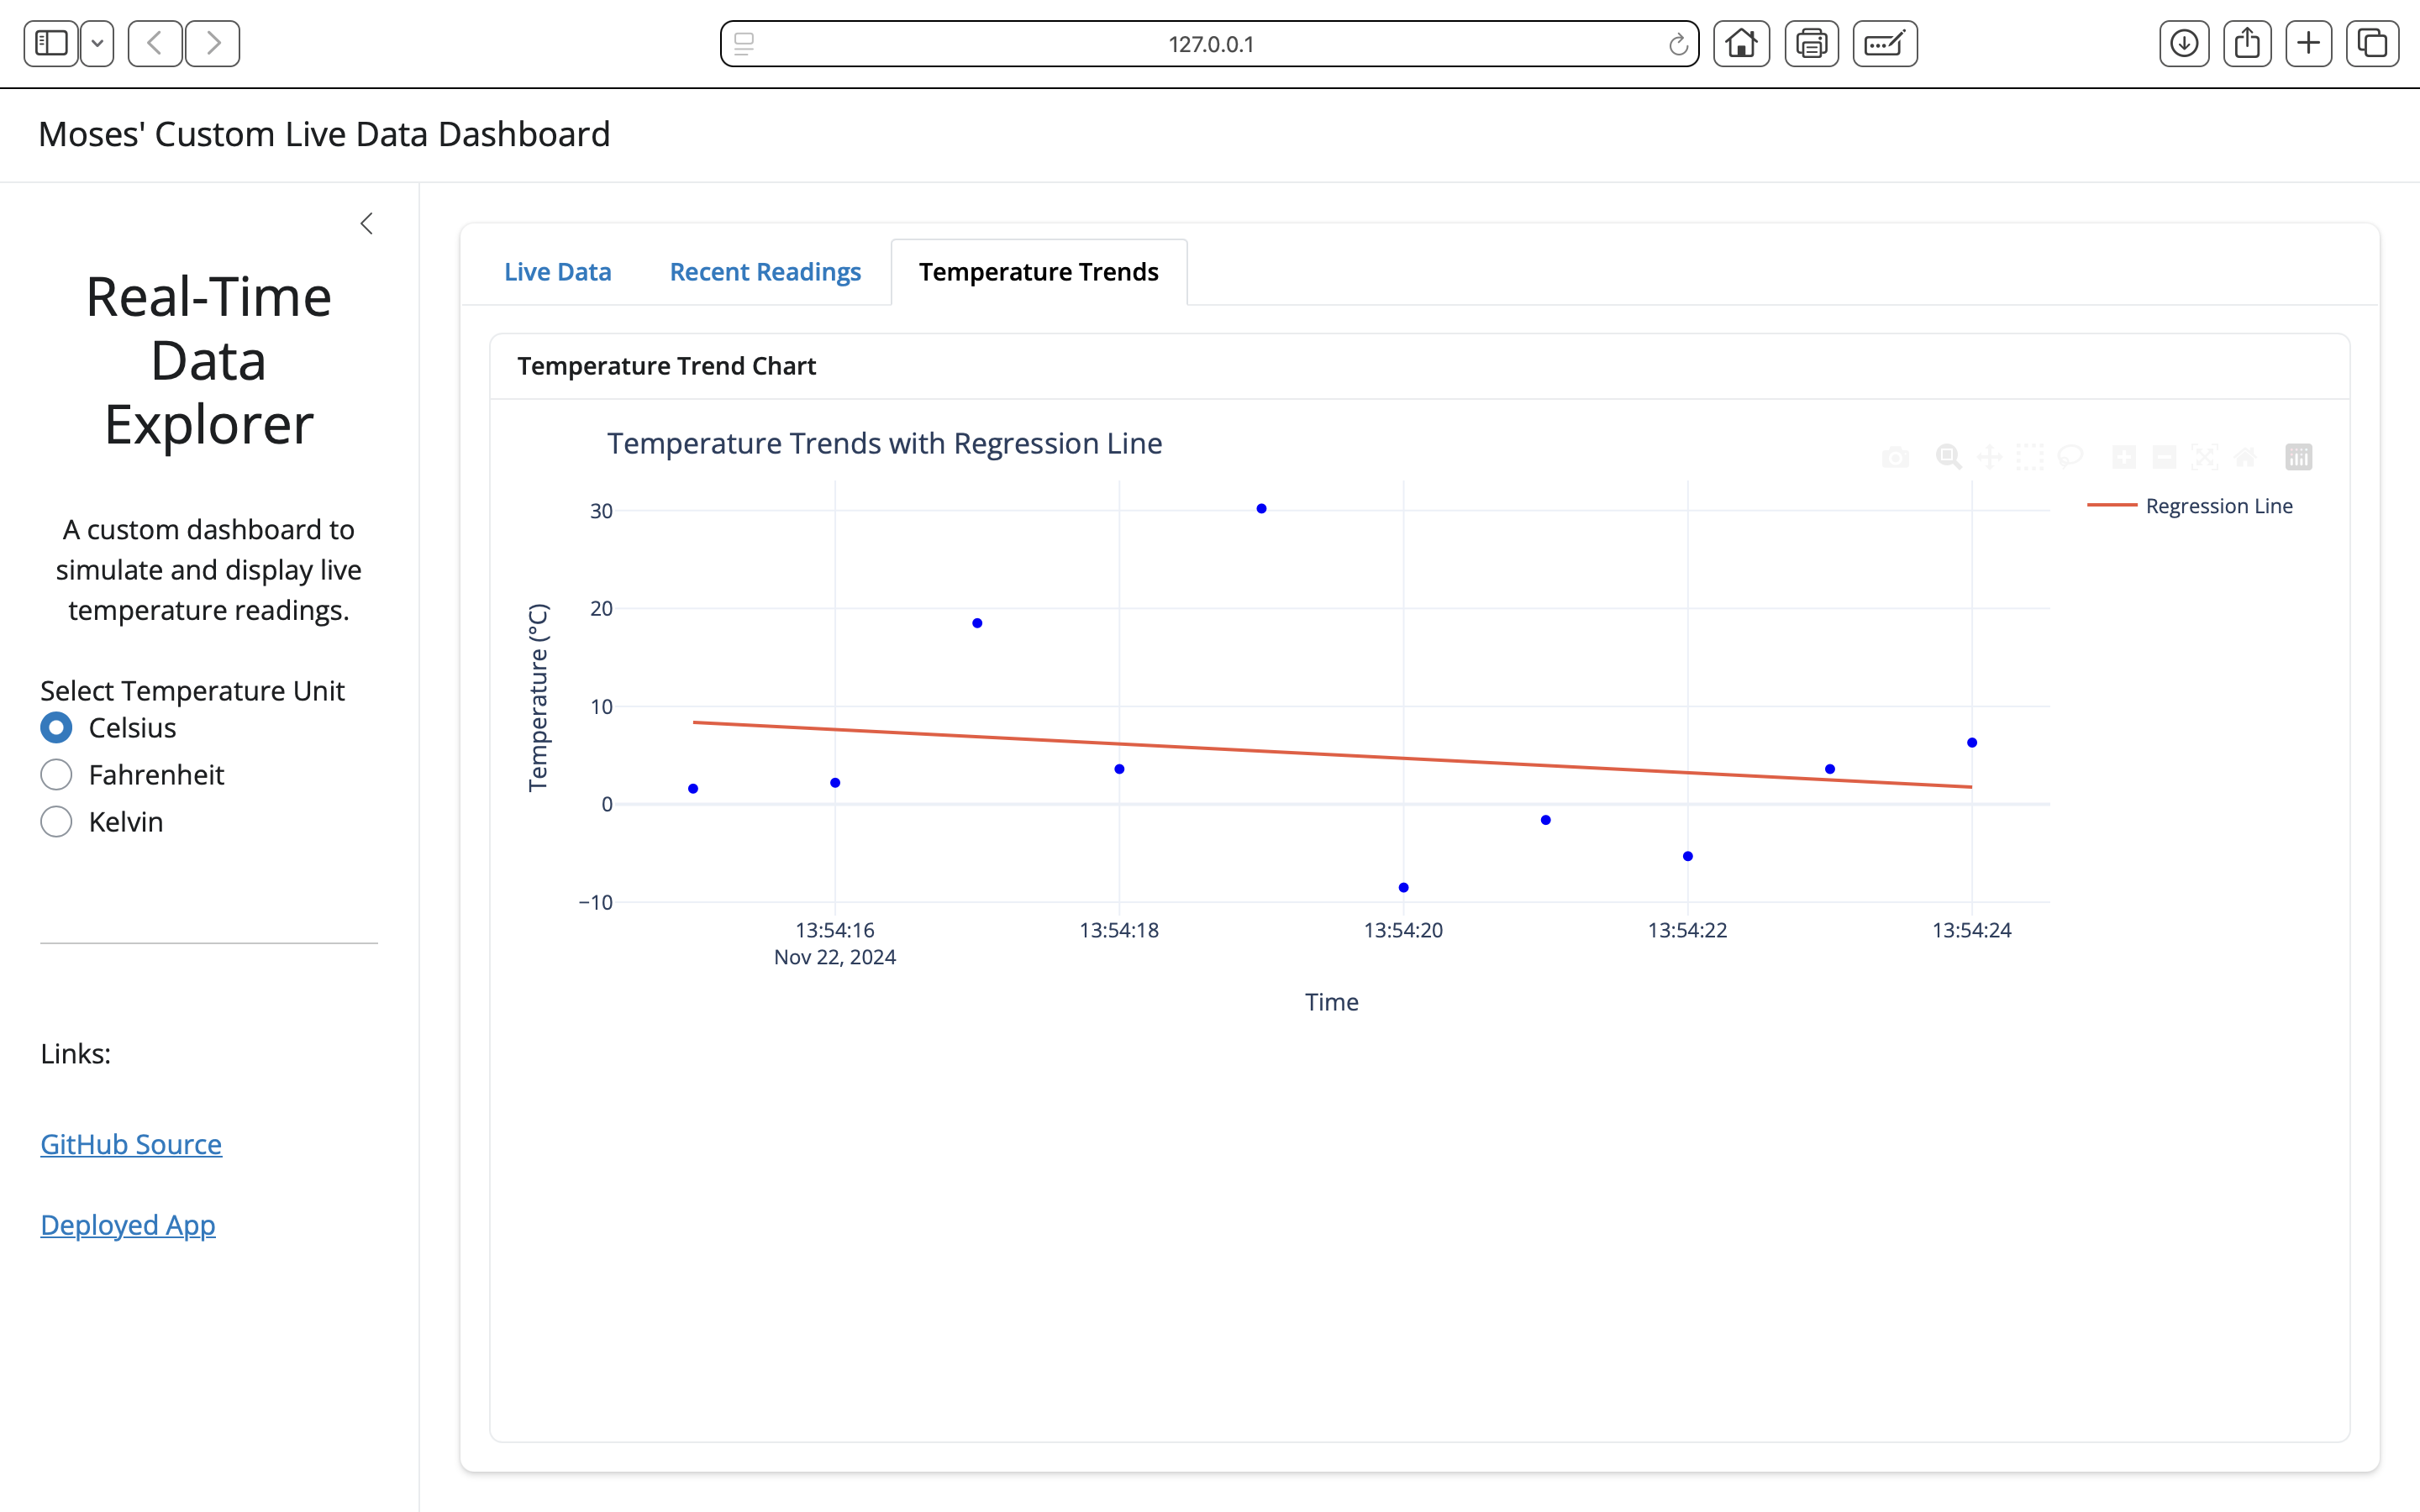 127.0.0.1
Moses' Custom Live Data Dashboard
Real-Time
Data
Explorer
A custom dashboard to
simulate and display live
temperature readings.
Select Temperature Unit
Celsius
Fahrenheit
Kelvin
Links:
GitHub Source
Deployed App
Live Data
Recent Readings
Temperature Trends
Temperature Trend Chart
Temperature Trends with Regression Line
Regression Line
Temperature (°C)
30
20
10
0
−10
13:54:16
Nov 22, 2024
13:54:18
13:54:20
13:54:22
13:54:24
Time